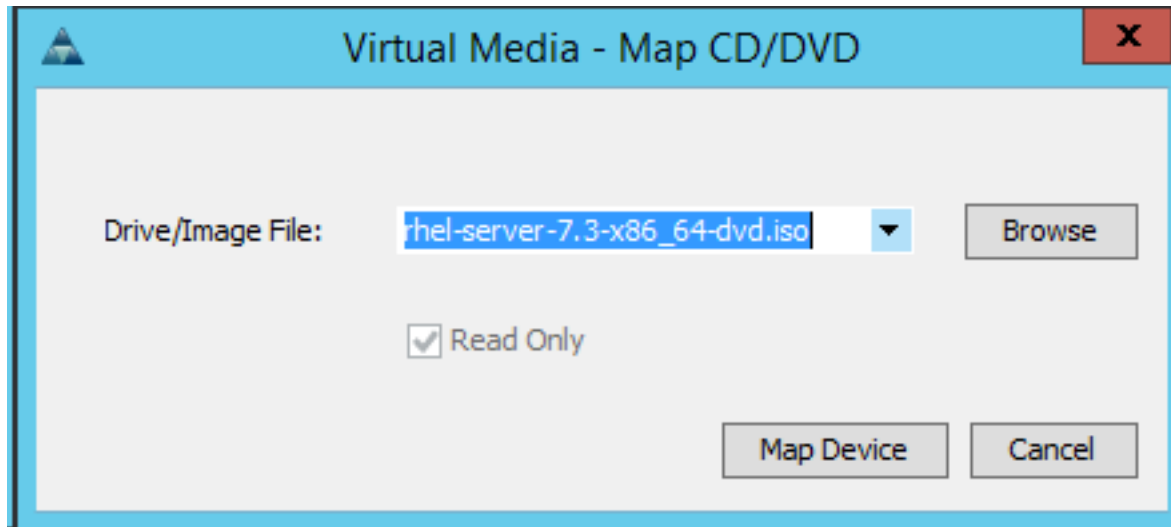 Virtual Media - Map CD/DVD
x
Drive/Image File: rhel-server-7.3-x86_64-dvd.iso Browse
Read Only
Map Device Cancel